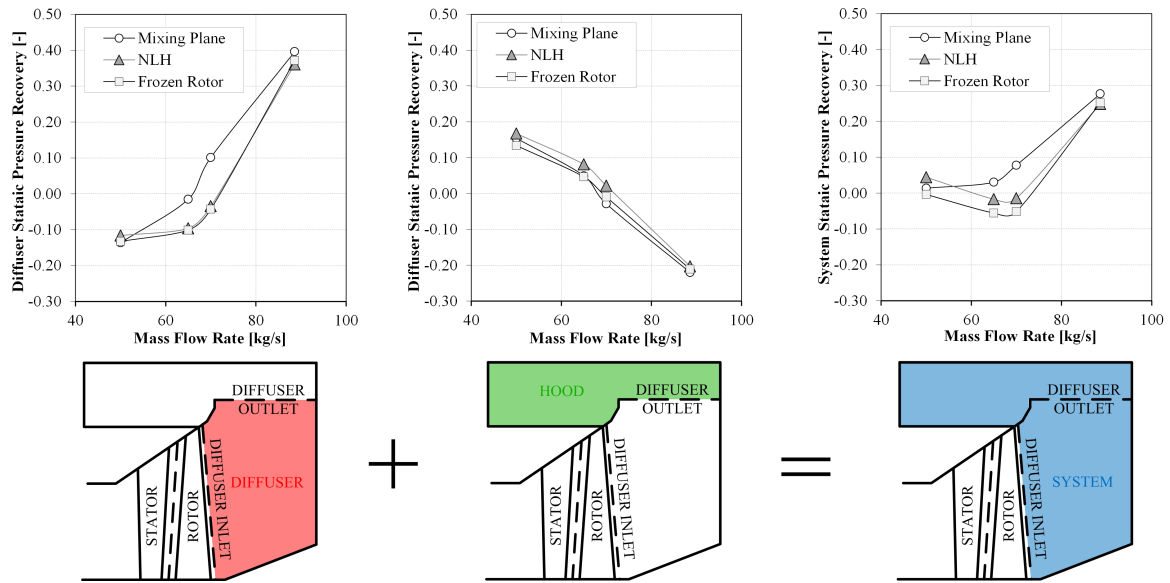 Diffuser Stataic Pressure Recovery [-]
0.50
0.40
0.30
0.20
0.10
0.00
-0.10
-0.20
-0.30
40
60
80
100
Mass Flow Rate [kg/s]
Mixing Plane
NLH
Frozen Rotor
Diffuser Stataic Pressure Recovery [-]
0.50
0.40
0.30
0.20
0.10
0.00
-0.10
-0.20
-0.30
40
60
80
100
Mass Flow Rate [kg/s]
Mixing Plane
NLH
Frozen Rotor
System Stataic Pressure Recovery [-]
0.50
0.40
0.30
0.20
0.10
0.00
-0.10
-0.20
-0.30
40
60
80
100
Mass Flow Rate [kg/s]
Mixing Plane
NLH
Frozen Rotor
DIFFUSER
OUTLET
STATOR
ROTOR
DIFFUSER INLET
DIFFUSER
+
HOOD
DIFFUSER
OUTLET
STATOR
ROTOR
DIFFUSER INLET
=
DIFFUSER
OUTLET
STATOR
ROTOR
DIFFUSER INLET
SYSTEM